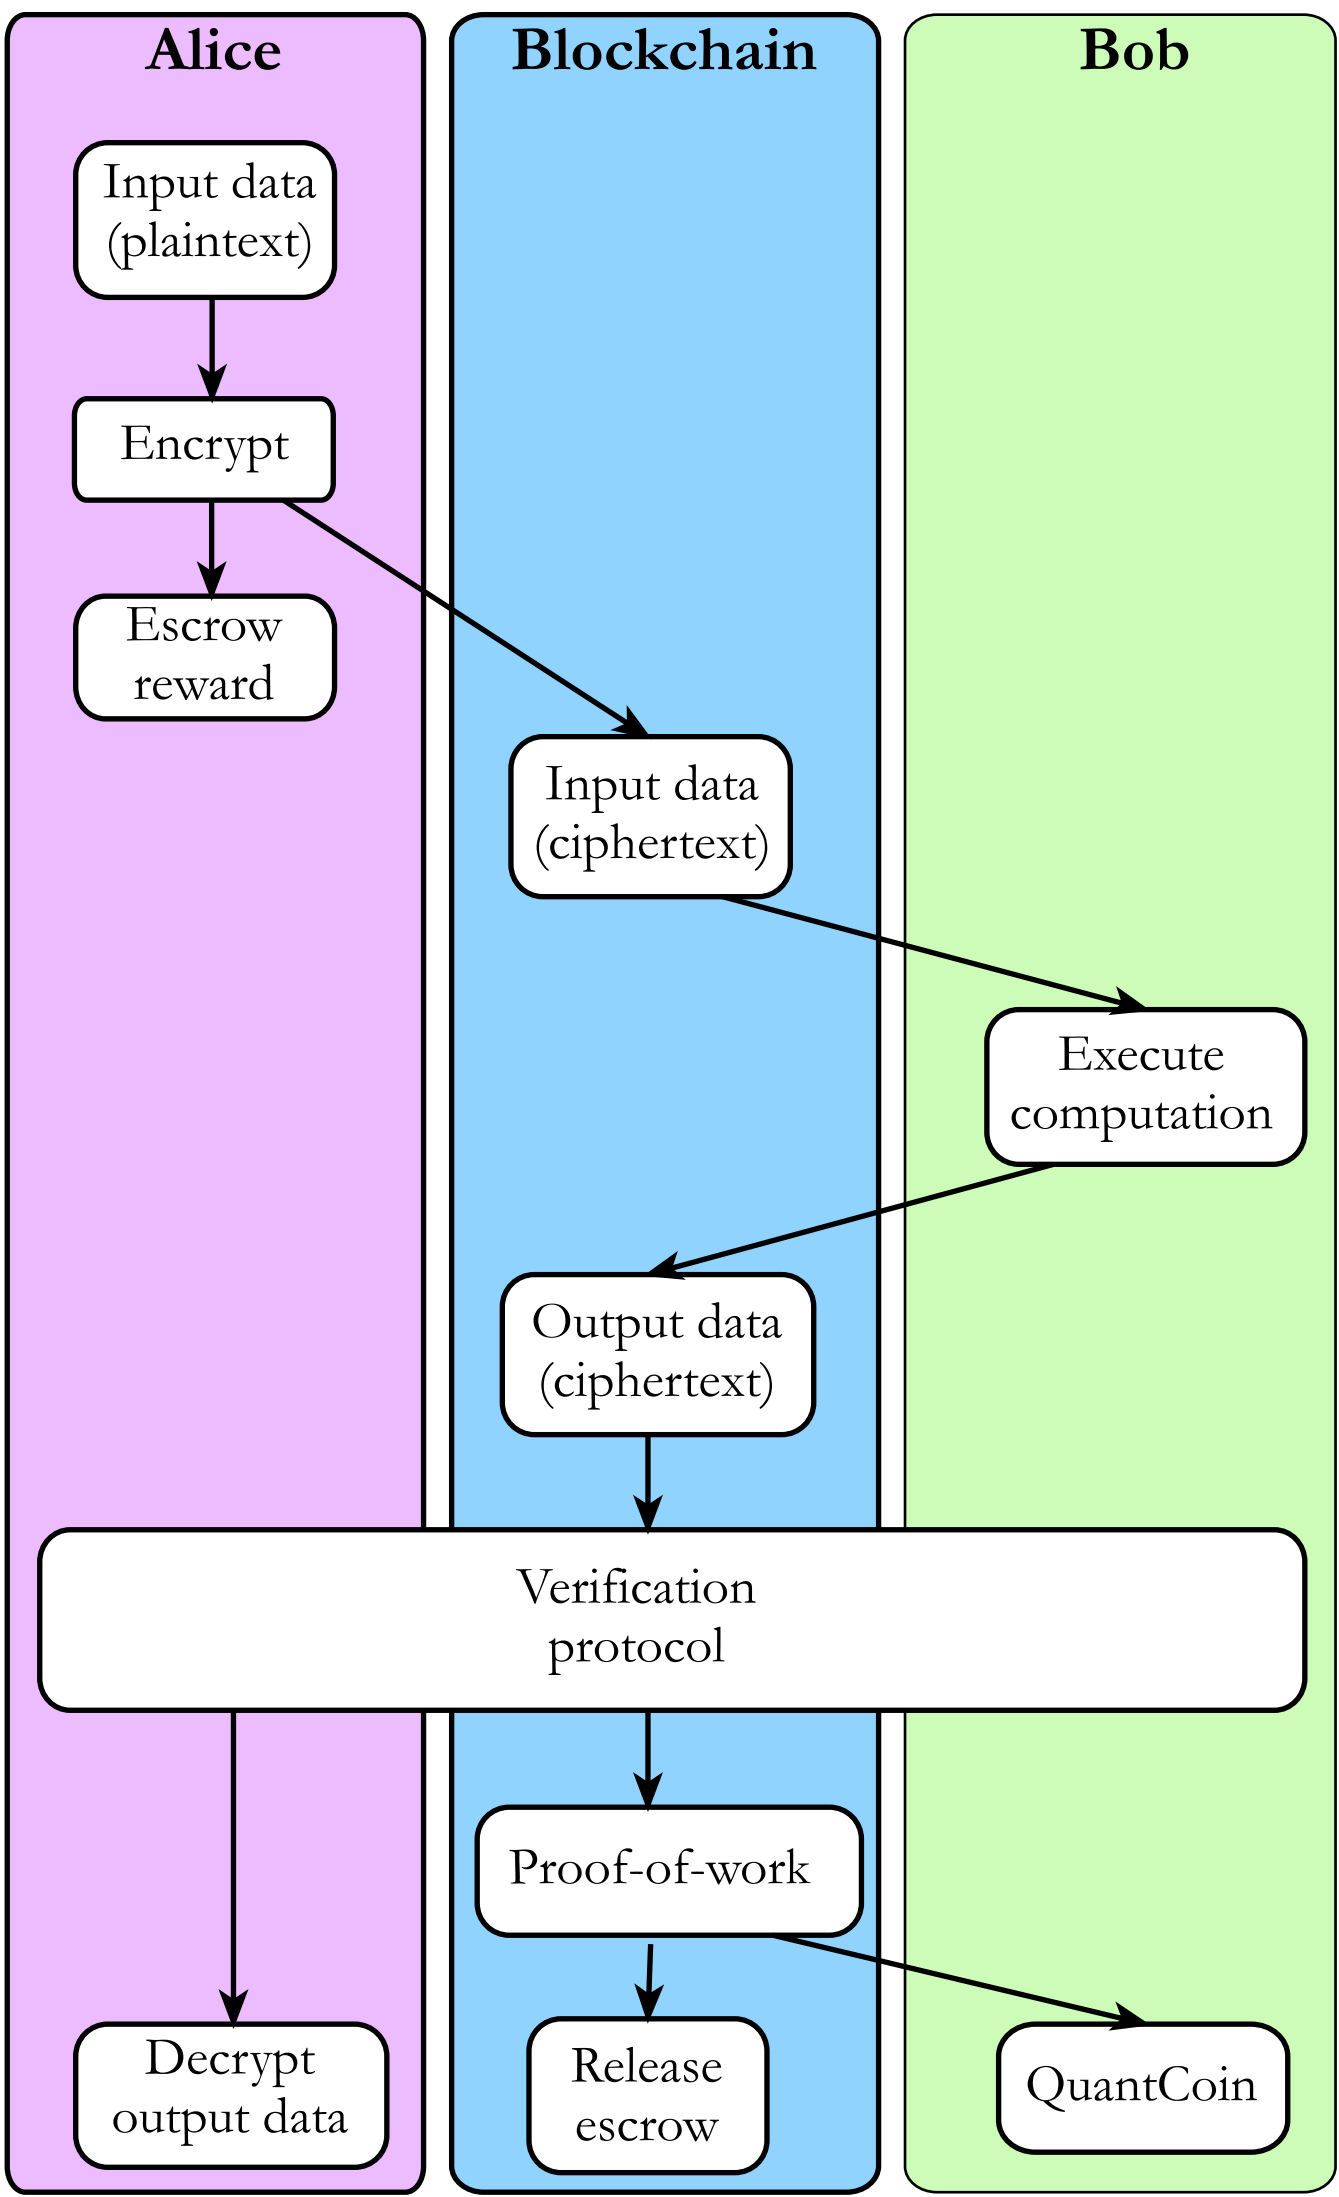 Alice
Blockchain
Bob
Input data
(plaintext)
Encrypt
Escrow
reward
Input data
(ciphertext)
Execute
computation
Output data
(ciphertext)
Verification
protocol
Proof-of-work
Decrypt
output data
Release
escrow
QuantCoin